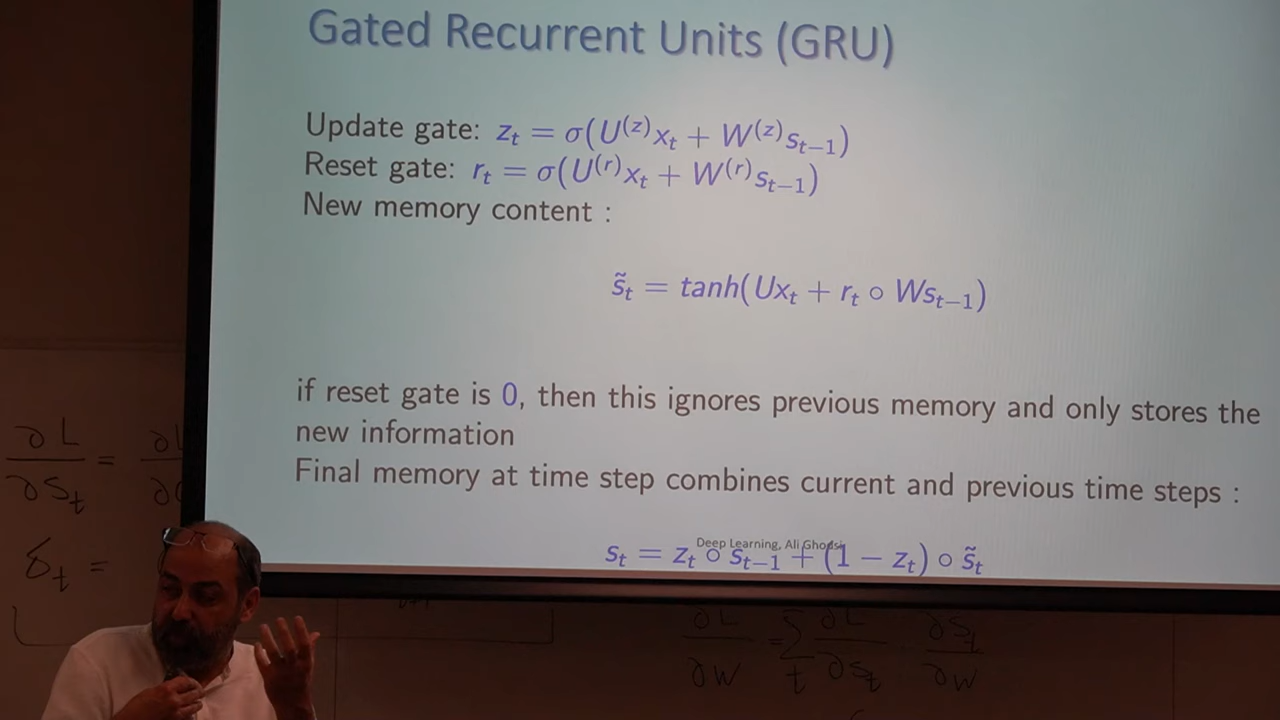 Gated Recurrent Units (GRU)
Update gate: z_t = σ(U^(z)x_t + W^(z)s_{t−1})
Reset gate: r_t = σ(U^(r)x_t + W^(r)s_{t−1})
New memory content :
s̃_t = tanh(Ux_t + r_t ∘ Ws_{t−1})
if reset gate is 0, then this ignores previous memory and only stores the
new information
Final memory at time step combines current and previous time steps :
Deep Learning, Ali Ghodsi
s_t = z_t ∘ s_{t−1} + (1 − z_t) ∘ s̃_t
∂L/∂S_t = ∂L
δ_t =
∂L/∂W = Σ_t ∂L/∂S_t ∂S_t/∂W